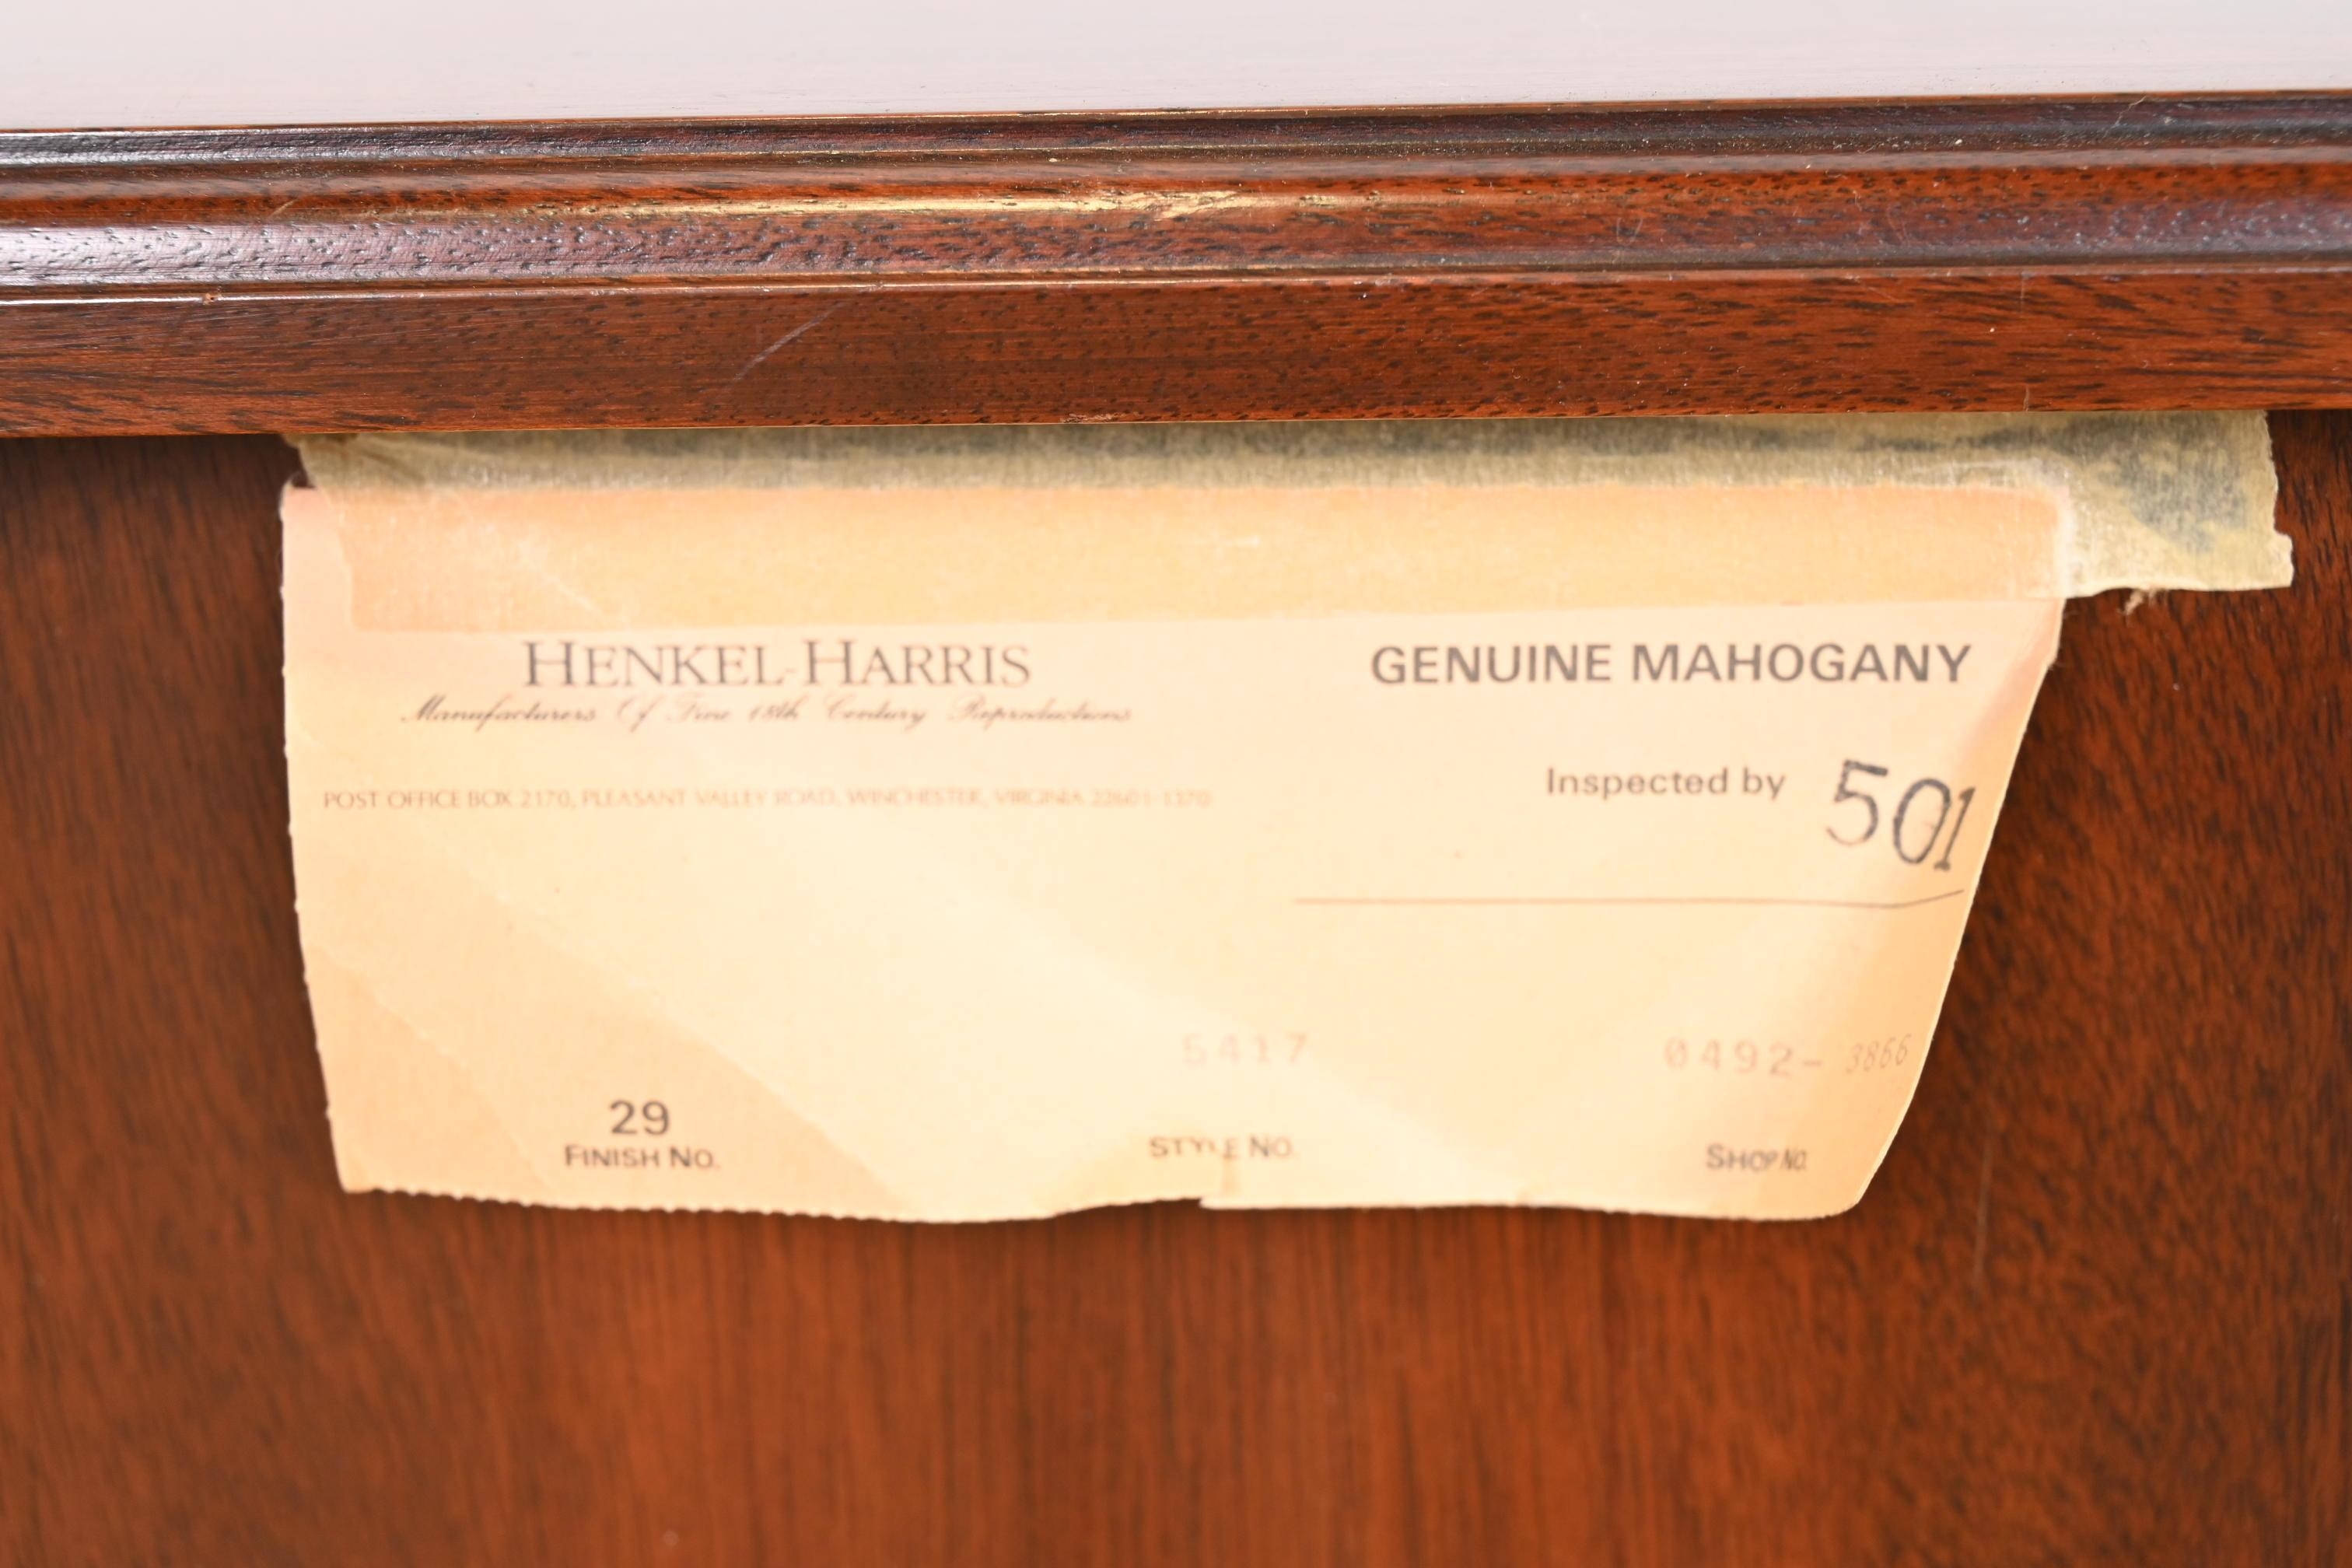 HENKEL-HARRIS
Manufacturers Of Fine 18th Century Reproductions
POST OFFICE BOX 2170, PLEASANT VALLEY ROAD, WINCHESTER, VIRGINIA 22601-1370
GENUINE MAHOGANY
Inspected by 501
29
FINISH NO.
5417
STYLE NO.
0492- 3866
SHOP NO.